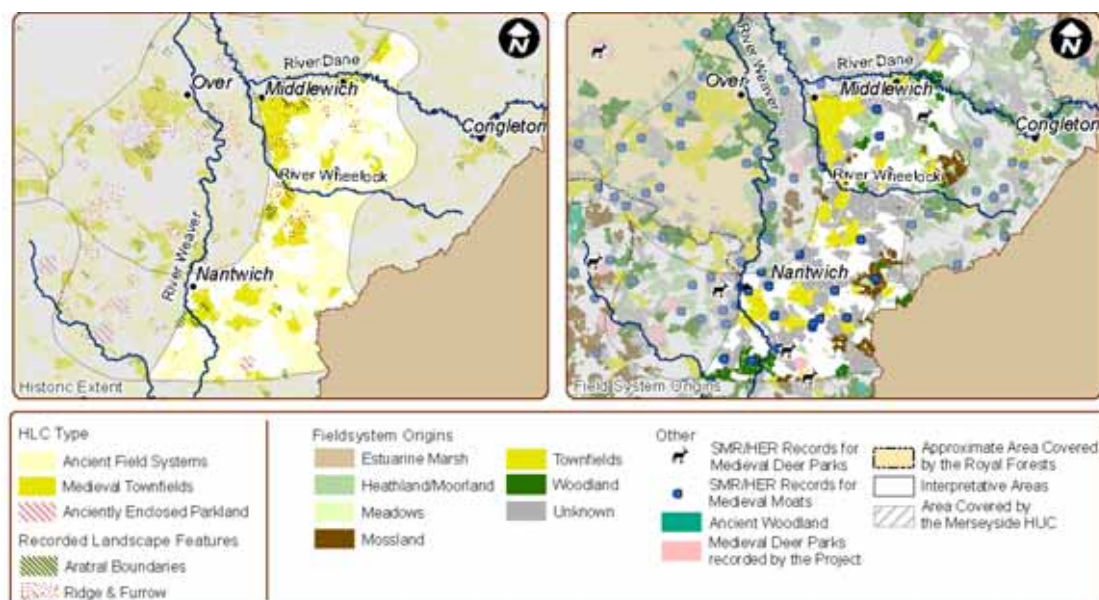 N
River Dane
Over
Middlewich
Congleton
River Wheelock
River Weaver
Nantwich
Historic Extent
N
River Weaver
River Dane
Over
Middlewich
Congleton
River Wheelock
Nantwich
Field System Origins
HLC Type
Ancient Field Systems
Medieval Townfields
Anciently Enclosed Parkland
Recorded Landscape Features
Aratral Boundaries
Ridge & Furrow
Fieldsystem Origins
Estuarine Marsh
Heathland/Moorland
Meadows
Mossland
Townfields
Woodland
Unknown
Other
SMR/HER Records for
Medieval Deer Parks
SMR/HER Records for
Medieval Moats
Ancient Woodland
Medieval Deer Parks
recorded by the Project
Approximate Area Covered
by the Royal Forests
Interpretative Areas
Area Covered by
the Merseyside HUC